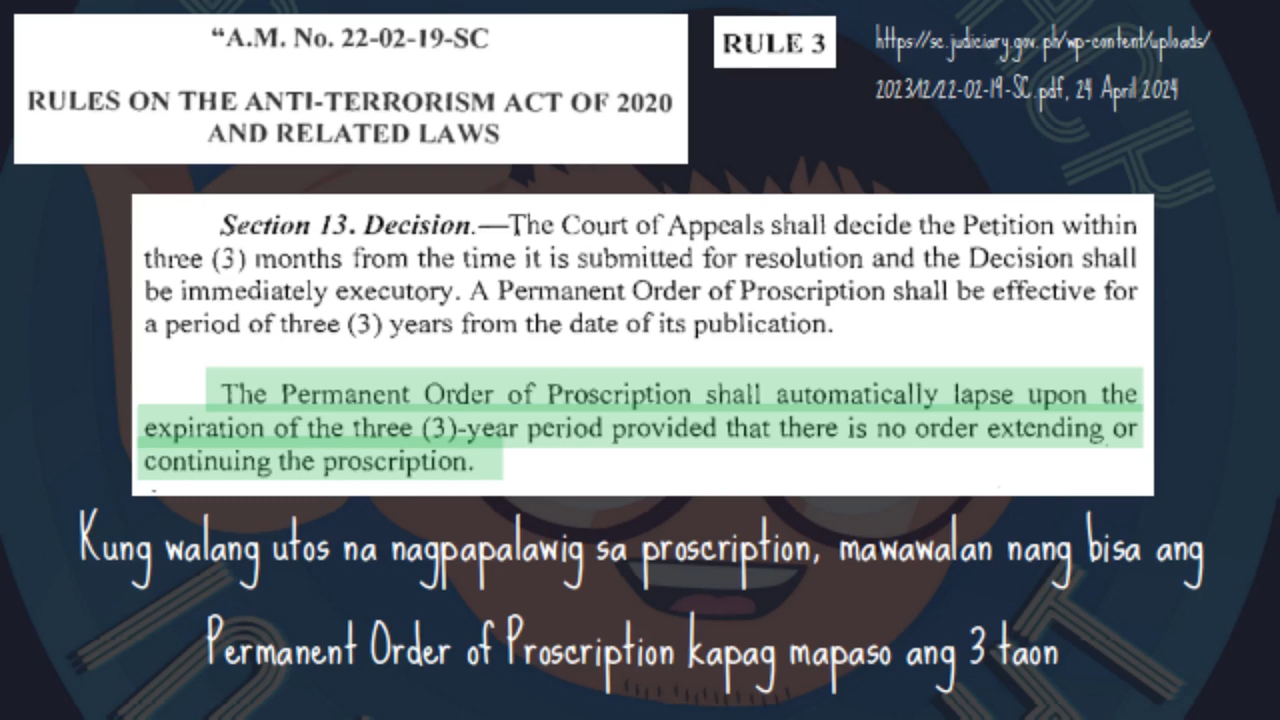 “A.M. No. 22-02-19-SC
RULES ON THE ANTI-TERRORISM ACT OF 2020
AND RELATED LAWS
RULE 3
https://sc.judiciary.gov.ph/wp-content/uploads/
2023/12/22-02-19-SC.pdf, 24 April 2024
Section 13. Decision.—The Court of Appeals shall decide the Petition within
three (3) months from the time it is submitted for resolution and the Decision shall
be immediately executory. A Permanent Order of Proscription shall be effective for
a period of three (3) years from the date of its publication.
The Permanent Order of Proscription shall automatically lapse upon the
expiration of the three (3)-year period provided that there is no order extending or
continuing the proscription.
Kung walang utos na nagpapalawig sa proscription, mawawalan nang bisa ang
Permanent Order of Proscription kapag mapaso ang 3 taon